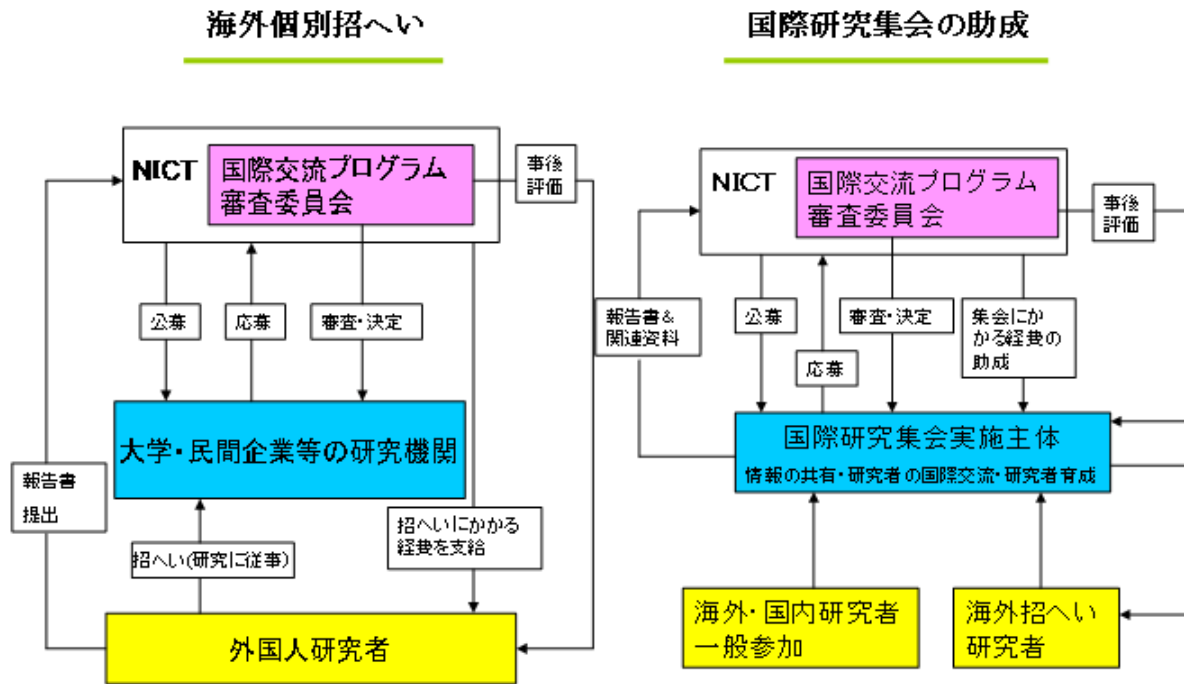 海外個別招へい
NICT
国際交流プログラム
審査委員会
事後
評価
公募
応募
審査・決定
大学・民間企業等の研究機関
報告書
提出
招へい(研究に従事)
招へいにかかる
経費を支給
外国人研究者
国際研究集会の助成
NICT
国際交流プログラム
審査委員会
事後
評価
報告書&
関連資料
公募
応募
審査・決定
集会にか
かる経費の
助成
国際研究集会実施主体
情報の共有・研究者の国際交流・研究者育成
海外・国内研究者
一般参加
海外招へい
研究者